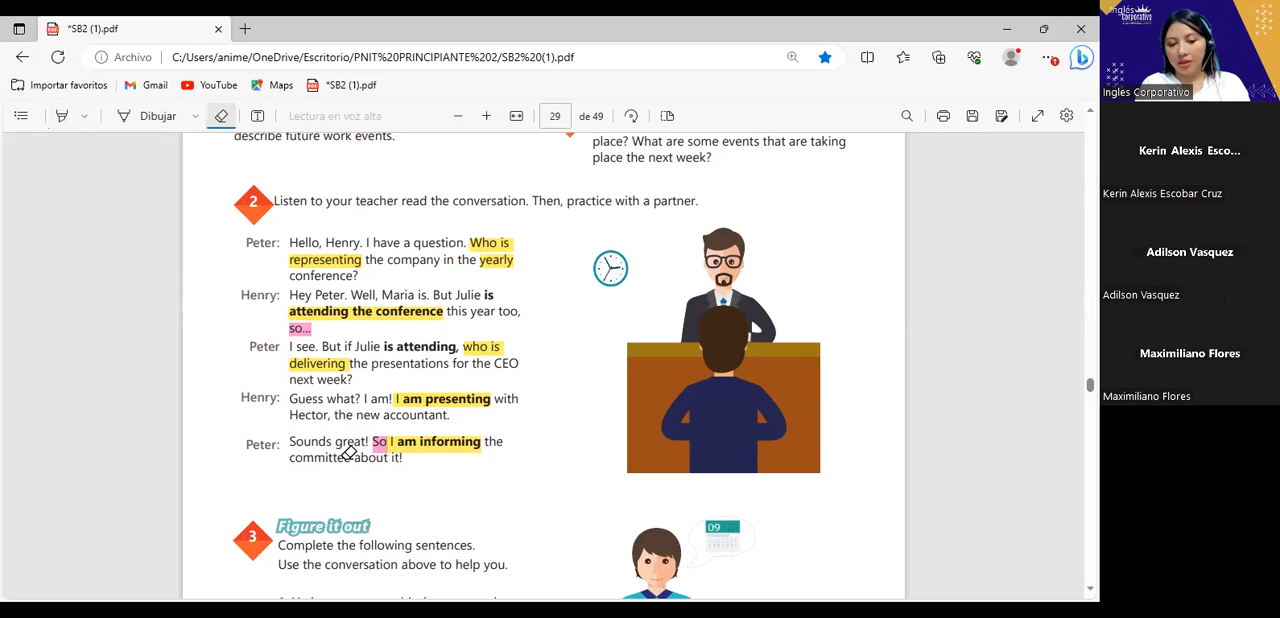 *SB2 (1).pdf
Archivo
C:/Users/anime/OneDrive/Escritorio/PNIT%20PRINCIPIANTE%202/SB2%20(1).pdf
Importar favoritos
Gmail
YouTube
Maps
*SB2 (1).pdf
Dibujar
Lectura en voz alta
29
de 49
describe future work events.
place? What are some events that are taking
place the next week?
2
Listen to your teacher read the conversation. Then, practice with a partner.
Peter: Hello, Henry. I have a question. Who is
representing the company in the yearly
conference?
Henry: Hey Peter. Well, Maria is. But Julie is
attending the conference this year too,
so...
Peter I see. But if Julie is attending, who is
delivering the presentations for the CEO
next week?
Henry: Guess what? I am! I am presenting with
Hector, the new accountant.
Peter: Sounds great! So I am informing the
committee about it!
3
Figure it out
Complete the following sentences.
Use the conversation above to help you.
09
Inglés
Corporativo
Ingles Corporativo
Kerin Alexis Esco...
Kerin Alexis Escobar Cruz
Adilson Vasquez
Adilson Vasquez
Maximiliano Flores
Maximiliano Flores